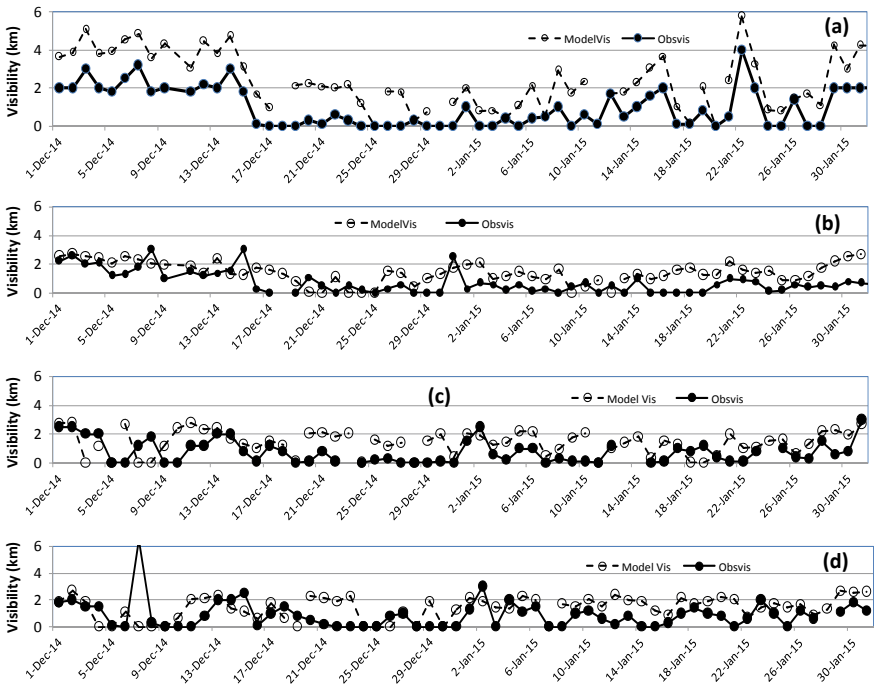 (a)
ModelVis
Obsvis
Visibility (km)
6
4
2
0
1-Dec-14
5-Dec-14
9-Dec-14
13-Dec-14
17-Dec-14
21-Dec-14
25-Dec-14
29-Dec-14
2-Jan-15
6-Jan-15
10-Jan-15
14-Jan-15
18-Jan-15
22-Jan-15
26-Jan-15
30-Jan-15
(b)
ModelVis
Obsvis
Visibility (km)
6
4
2
0
1-Dec-14
5-Dec-14
9-Dec-14
13-Dec-14
17-Dec-14
21-Dec-14
25-Dec-14
29-Dec-14
2-Jan-15
6-Jan-15
10-Jan-15
14-Jan-15
18-Jan-15
22-Jan-15
26-Jan-15
30-Jan-15
(c)
Model Vis
Obsvis
Visibility (km)
6
4
2
0
1-Dec-14
5-Dec-14
9-Dec-14
13-Dec-14
17-Dec-14
21-Dec-14
25-Dec-14
29-Dec-14
2-Jan-15
6-Jan-15
10-Jan-15
14-Jan-15
18-Jan-15
22-Jan-15
26-Jan-15
30-Jan-15
(d)
Model Vis
Obsvis
Visibility (km)
6
4
2
0
1-Dec-14
5-Dec-14
9-Dec-14
13-Dec-14
17-Dec-14
21-Dec-14
25-Dec-14
29-Dec-14
2-Jan-15
6-Jan-15
10-Jan-15
14-Jan-15
18-Jan-15
22-Jan-15
26-Jan-15
30-Jan-15